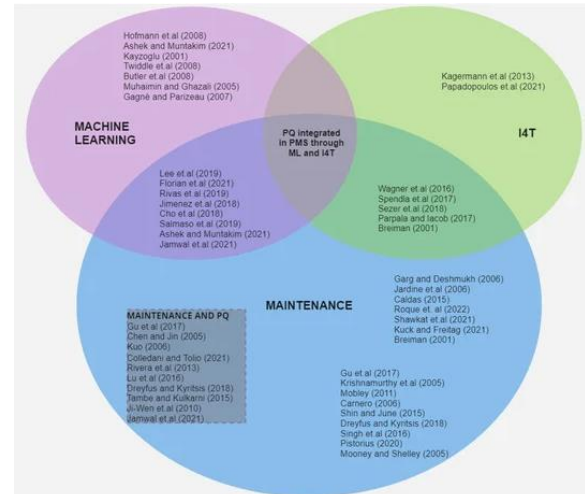 Hofmann et al (2008)
Ashek and Muntakim (2021)
Kayzoglu (2001)
Twiddle et al (2008)
Butler et al (2008)
Muhaimin and Ghazali (2005)
Gagnè and Parizeau (2007)
MACHINE
LEARNING
Kagermann et al (2013)
Papadopoulos et al (2021)
I4T
PQ integrated
in PMS through
ML and I4T
Lee et al (2019)
Florian et al (2021)
Rivas et al (2019)
Jimenez et al (2018)
Cho et al (2018)
Saimaso et al (2019)
Ashek and Muntakim (2021)
Jamwal et al (2021)
Wagner et al (2016)
Spendla et al (2017)
Sezer et al (2018)
Parpala and Iacob (2017)
Breiman (2001)
MAINTENANCE
Garg and Deshmukh (2006)
Jardine et al (2006)
Caldas (2015)
Roque et. al (2022)
Shawkat et al (2021)
Kuck and Freitag (2021)
Breiman (2001)
MAINTENANCE AND PQ
Gu et al (2017)
Chen and Jin (2005)
Kuo (2006)
Colledani and Tolio (2021)
Rivera et al (2013)
Lu et al (2016)
Dreyfus and Kyritsis (2018)
Tambe and Kulkarni (2015)
Ji-Wen et al (2010)
Jamwal et al (2021)
Gu et al (2017)
Krishnamurthy et al (2005)
Mobley (2011)
Carnero (2006)
Shin and June (2015)
Dreyfus and Kyritsis (2018)
Singh et al (2016)
Pistorius (2020)
Mooney and Shelley (2005)